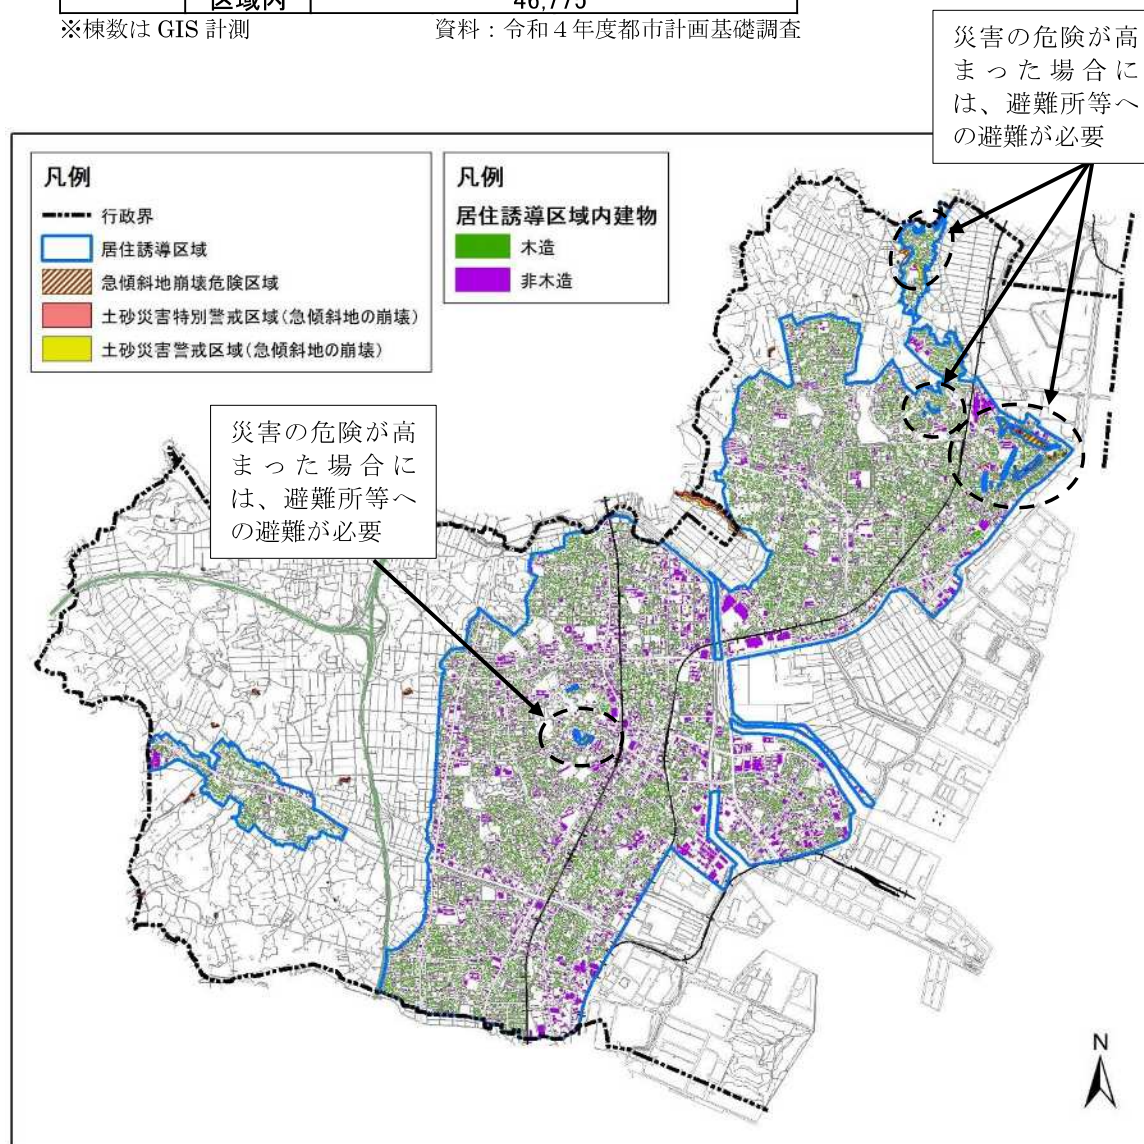 区域内 46,775
※棟数は GIS 計測 資料：令和４年度都市計画基礎調査
災害の危険が高
まった場合に
は、避難所等へ
の避難が必要
凡例
行政界
居住誘導区域
急傾斜地崩壊危険区域
土砂災害特別警戒区域(急傾斜地の崩壊)
土砂災害警戒区域(急傾斜地の崩壊)
凡例
居住誘導区域内建物
木造
非木造
災害の危険が高
まった場合に
は、避難所等へ
の避難が必要
N